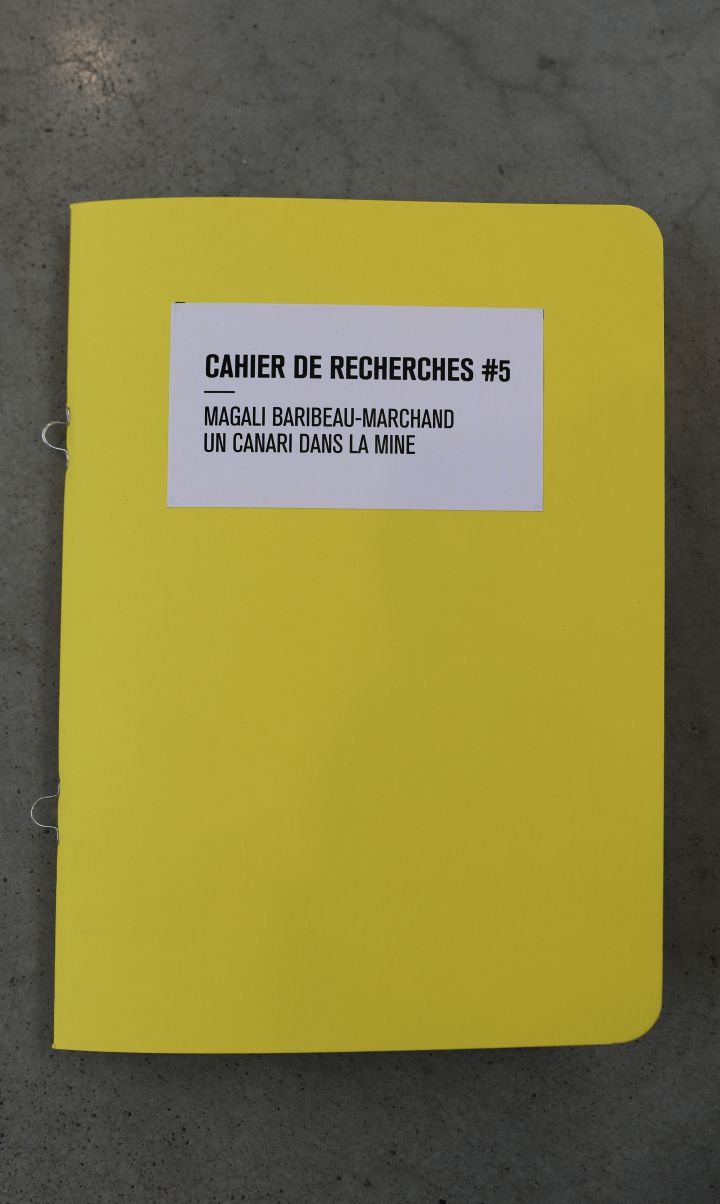 CAHIER DE RECHERCHES #5
MAGALI BARIBEAU-MARCHAND
UN CANARI DANS LA MINE